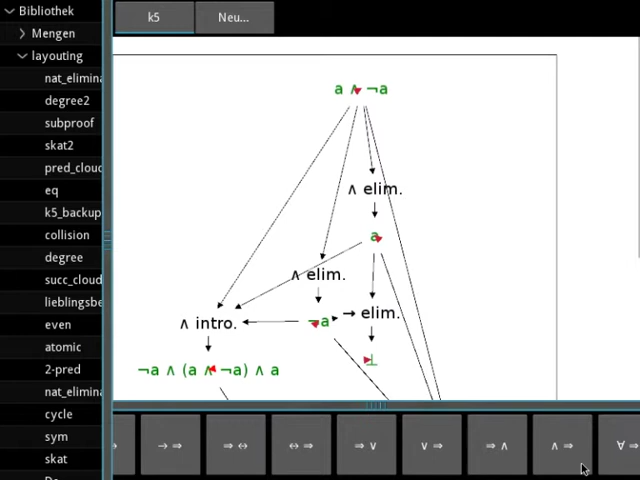 Bibliothek
Mengen
layouting
nat_elimina
degree2
subproof
skat2
pred_cloud
eq
k5_backup
collision
degree
succ_cloud
lieblingsbe
even
atomic
2-pred
nat_elimina
cycle
sym
skat
k5
Neu...
a ∧ ¬a
∧ elim.
a
∧ elim.
∧ intro.
¬a
→ elim.
¬a ∧ (a ∧ ¬a) ∧ a
⊥
→ ⇒
⇒ ↔
↔ ⇒
⇒ ∨
∨ ⇒
⇒ ∧
∧ ⇒
∀ ⇒